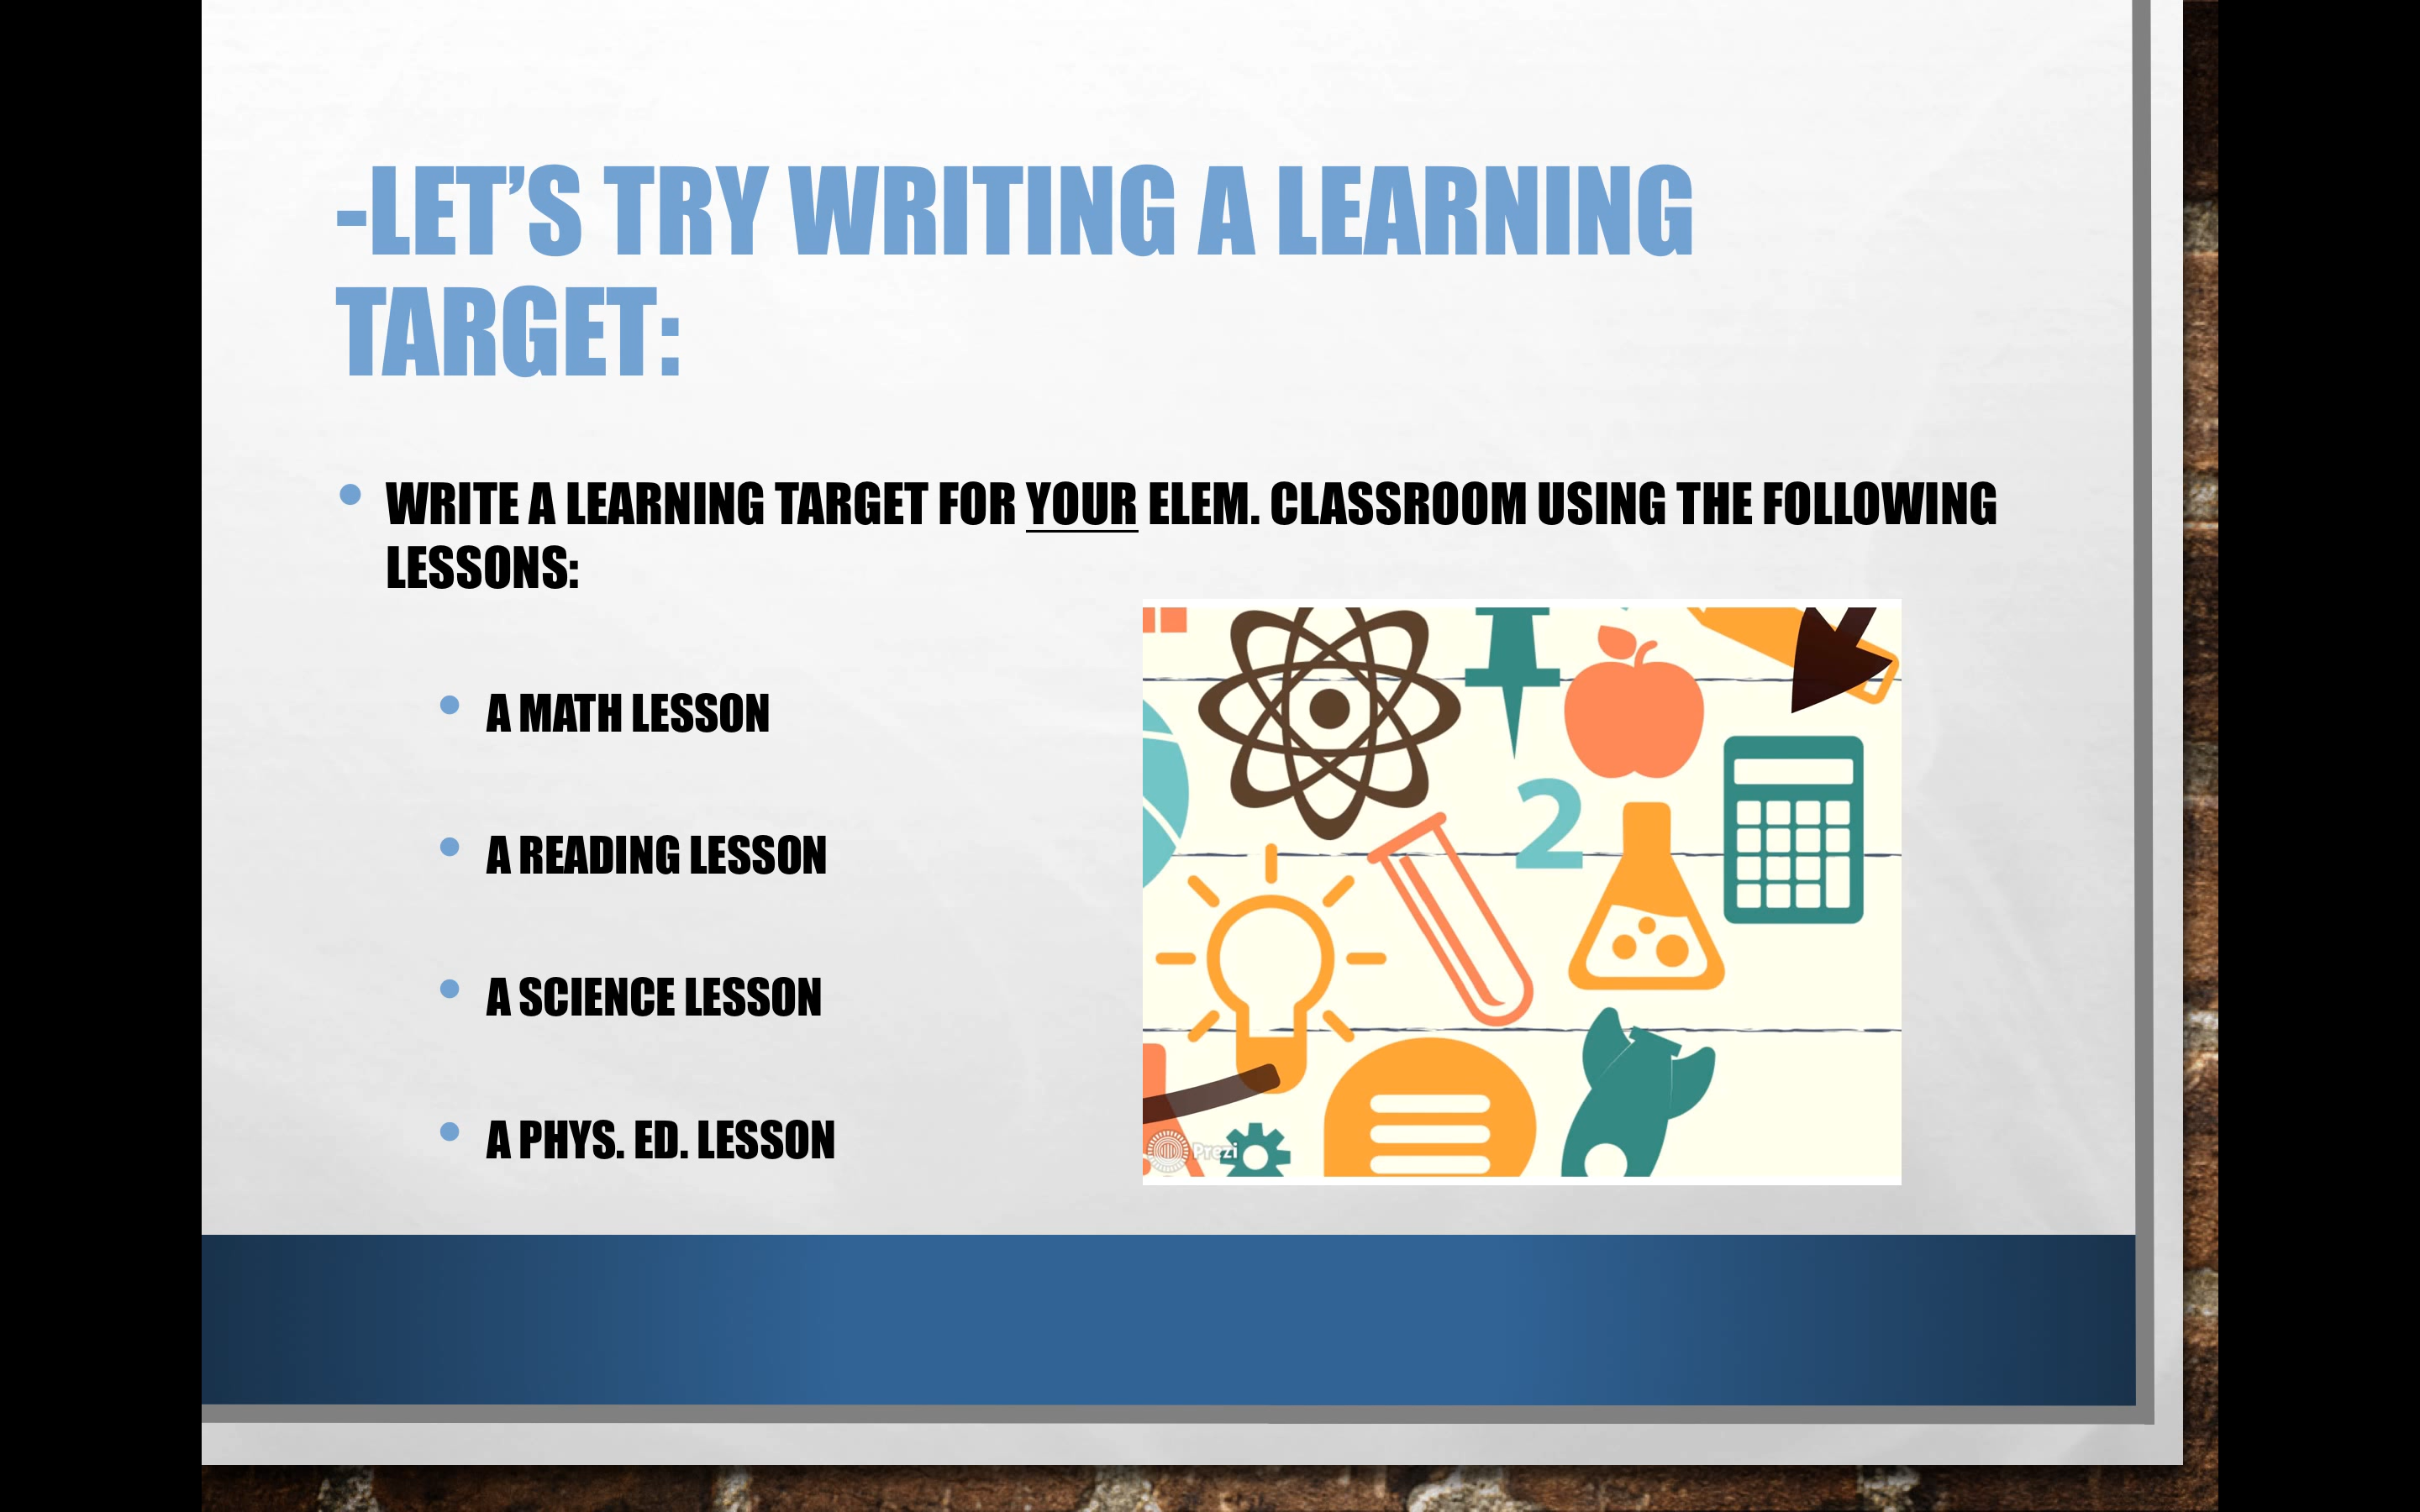 -LET’S TRY WRITING A LEARNING
TARGET:
WRITE A LEARNING TARGET FOR YOUR ELEM. CLASSROOM USING THE FOLLOWING
LESSONS:
A MATH LESSON
A READING LESSON
A SCIENCE LESSON
A PHYS. ED. LESSON
2
Prezi